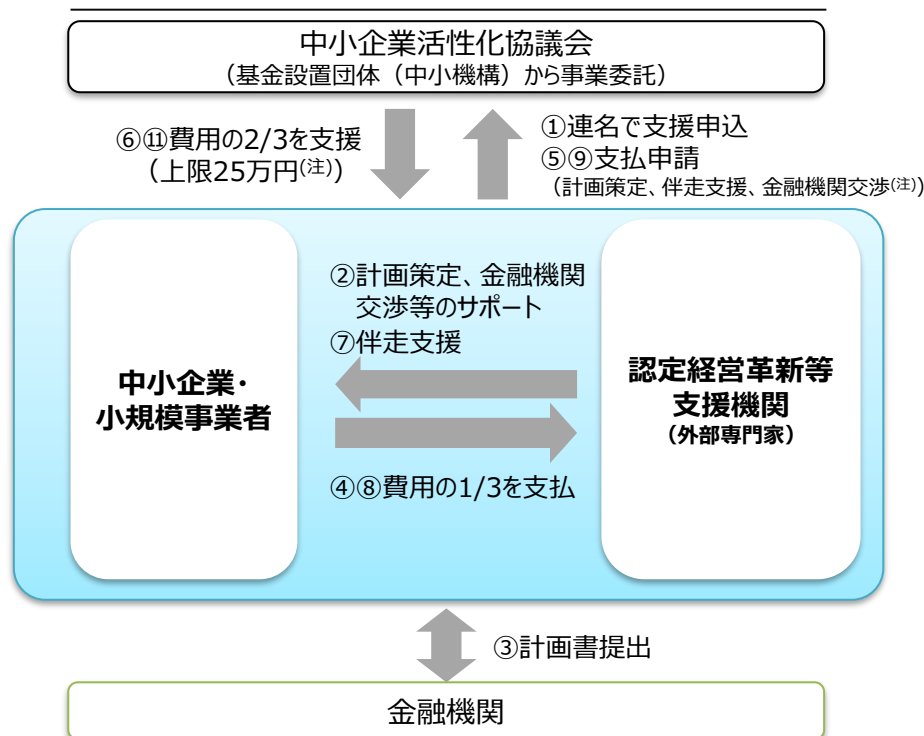 中小企業活性化協議会
（基金設置団体（中小機構）から事業委託）
⑥⑪費用の2/3を支援
（上限25万円(注)）
①連名で支援申込
⑤⑨支払申請
（計画策定、伴走支援、金融機関交渉(注)）
中小企業・
小規模事業者
②計画策定、金融機関
交渉等のサポート
⑦伴走支援
④⑧費用の1/3を支払
認定経営革新等
支援機関
（外部専門家）
③計画書提出
金融機関